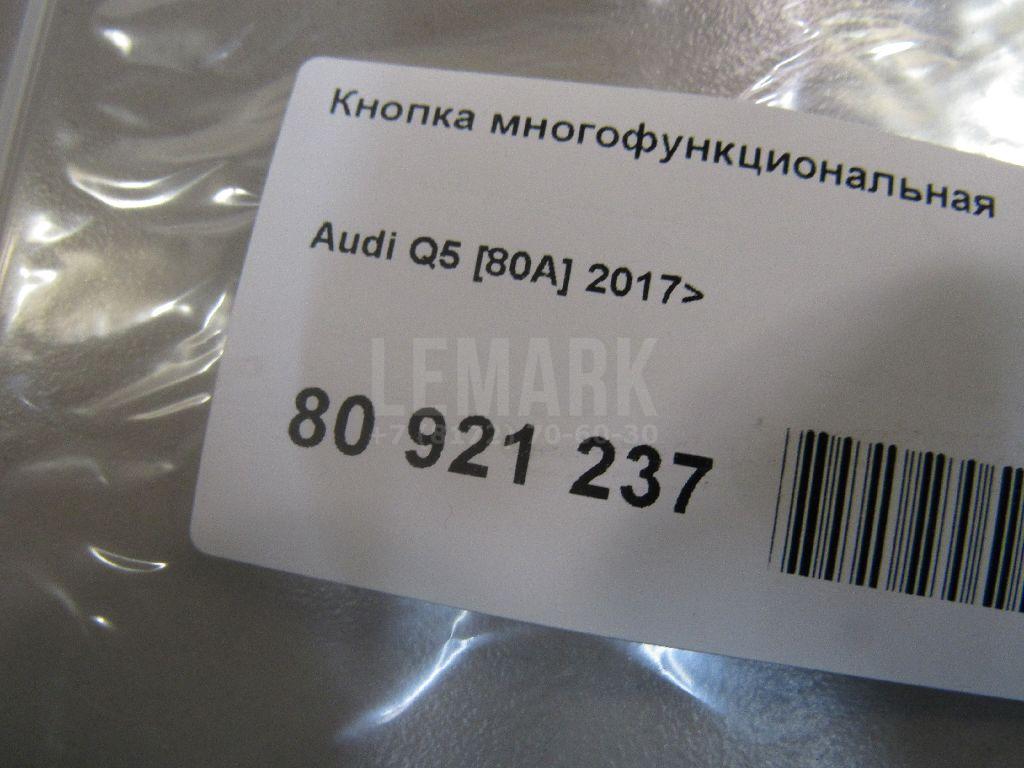 Кнопка многофункциональная
Audi Q5 [80A] 2017>
LEMARK
80 921 237